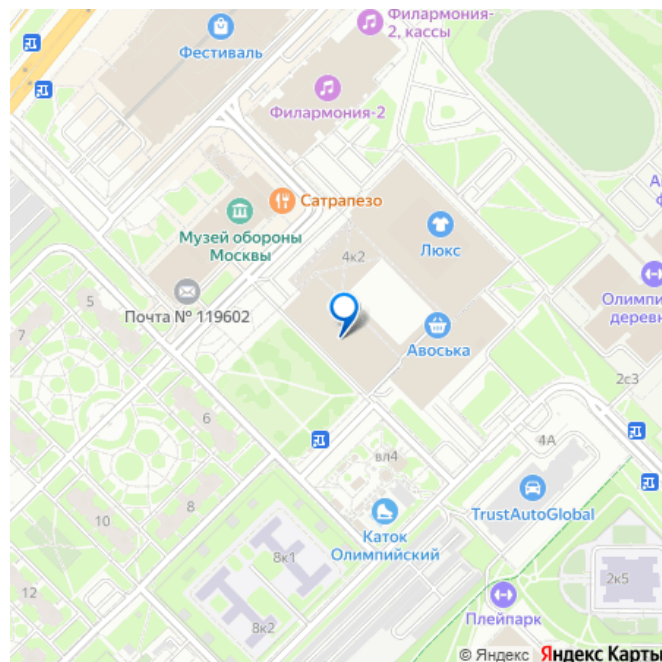 Филармония-
2, кассы
Фестиваль
Филармония-2
Сатрапезо
Музей обороны
Москвы
Люкс
4к2
Олимпи
деревн
Почта № 119602
5
7
Авоська
2с3
6
4А
вл4
TrustAutoGlobal
8
10
Каток
Олимпийский
8к1
2к5
12
Плейпарк
8к2
© Яндекс Яндекс Карты